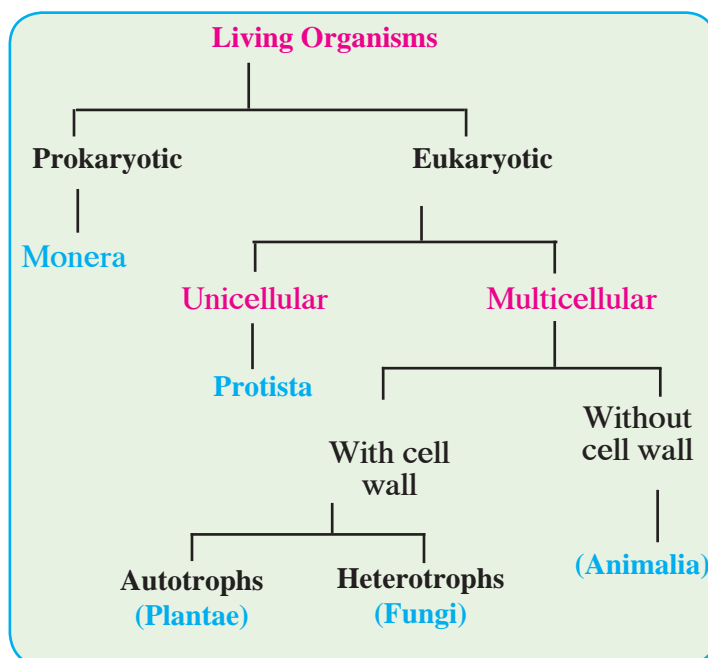 Living Organisms
Prokaryotic
Eukaryotic
Monera
Unicellular
Multicellular
Protista
With cell
wall
Without
cell wall
Autotrophs
(Plantae)
Heterotrophs
(Fungi)
(Animalia)